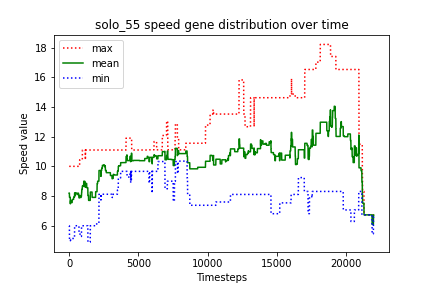 solo_55 speed gene distribution over time
max
mean
min
Speed value
18
16
14
12
10
8
6
0
5000
10000
15000
20000
Timesteps